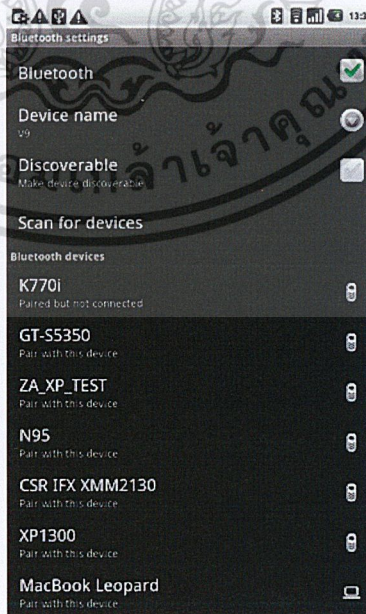 13:3
Bluetooth settings
Bluetooth
Device name
V9
Discoverable
Make device discoverable
Scan for devices
Bluetooth devices
K770i
Paired but not connected
GT-S5350
Pair with this device
ZA_XP_TEST
Pair with this device
N95
Pair with this device
CSR IFX XMM2130
Pair with this device
XP1300
Pair with this device
MacBook Leopard
Pair with this device